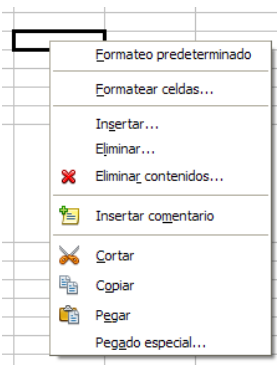 Formateo predeterminado
Formatear celdas...
Insertar...
Eliminar...
Eliminar contenidos...
Insertar comentario
Cortar
Copiar
Pegar
Pegado especial...